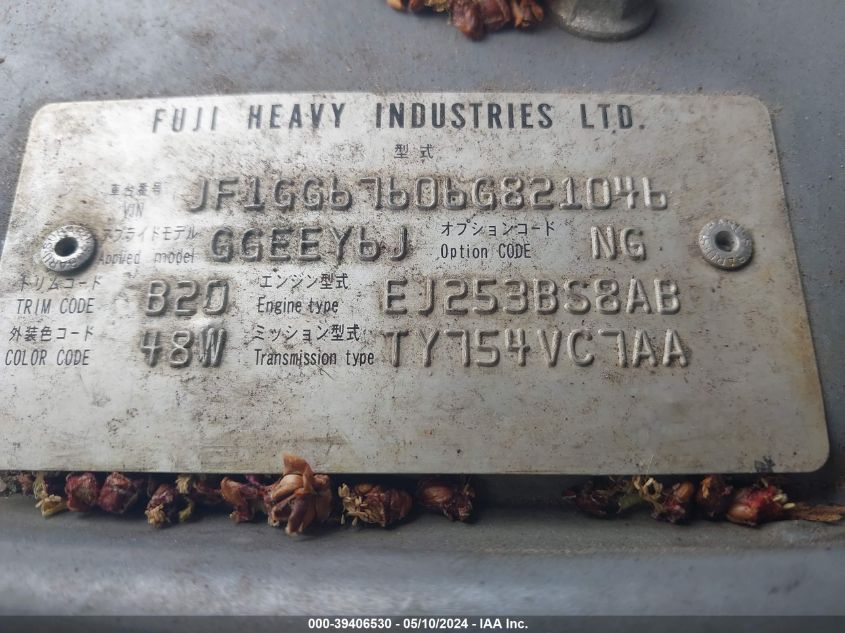 FUJI HEAVY INDUSTRIES LTD.
型式
車台番号 VIN JF1GG67606G821046
アプライドモデル Applied model GGEEY6J オプションコード Option CODE NG
トリムコード TRIM CODE B20 エンジン型式 Engine type EJ253BS8AB
外装色コード COLOR CODE 48W ミッション型式 Transmission type TY754VC7AA
000-39406530 - 05/10/2024 - IAA Inc.